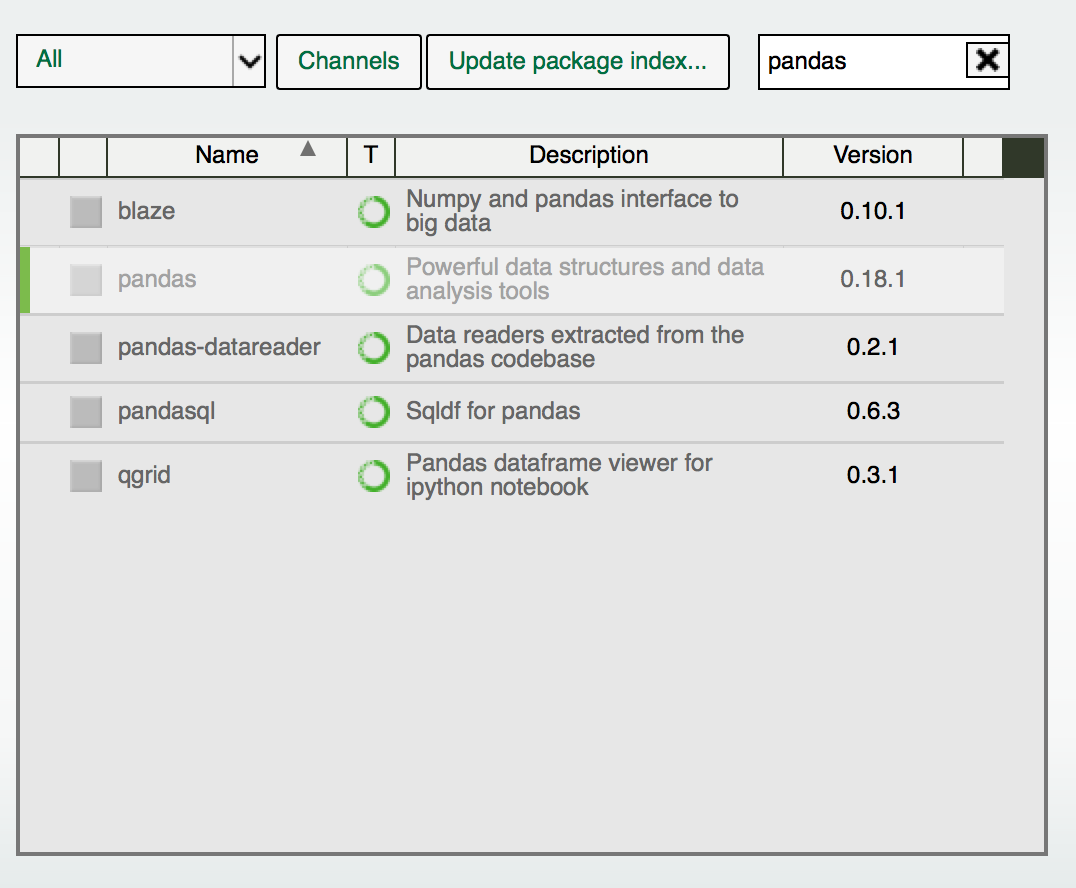 All
Channels
Update package index...
pandas
Name
T
Description
Version
blaze
Numpy and pandas interface to
big data
0.10.1
pandas
Powerful data structures and data
analysis tools
0.18.1
pandas-datareader
Data readers extracted from the
pandas codebase
0.2.1
pandasql
Sqldf for pandas
0.6.3
qgrid
Pandas dataframe viewer for
ipython notebook
0.3.1